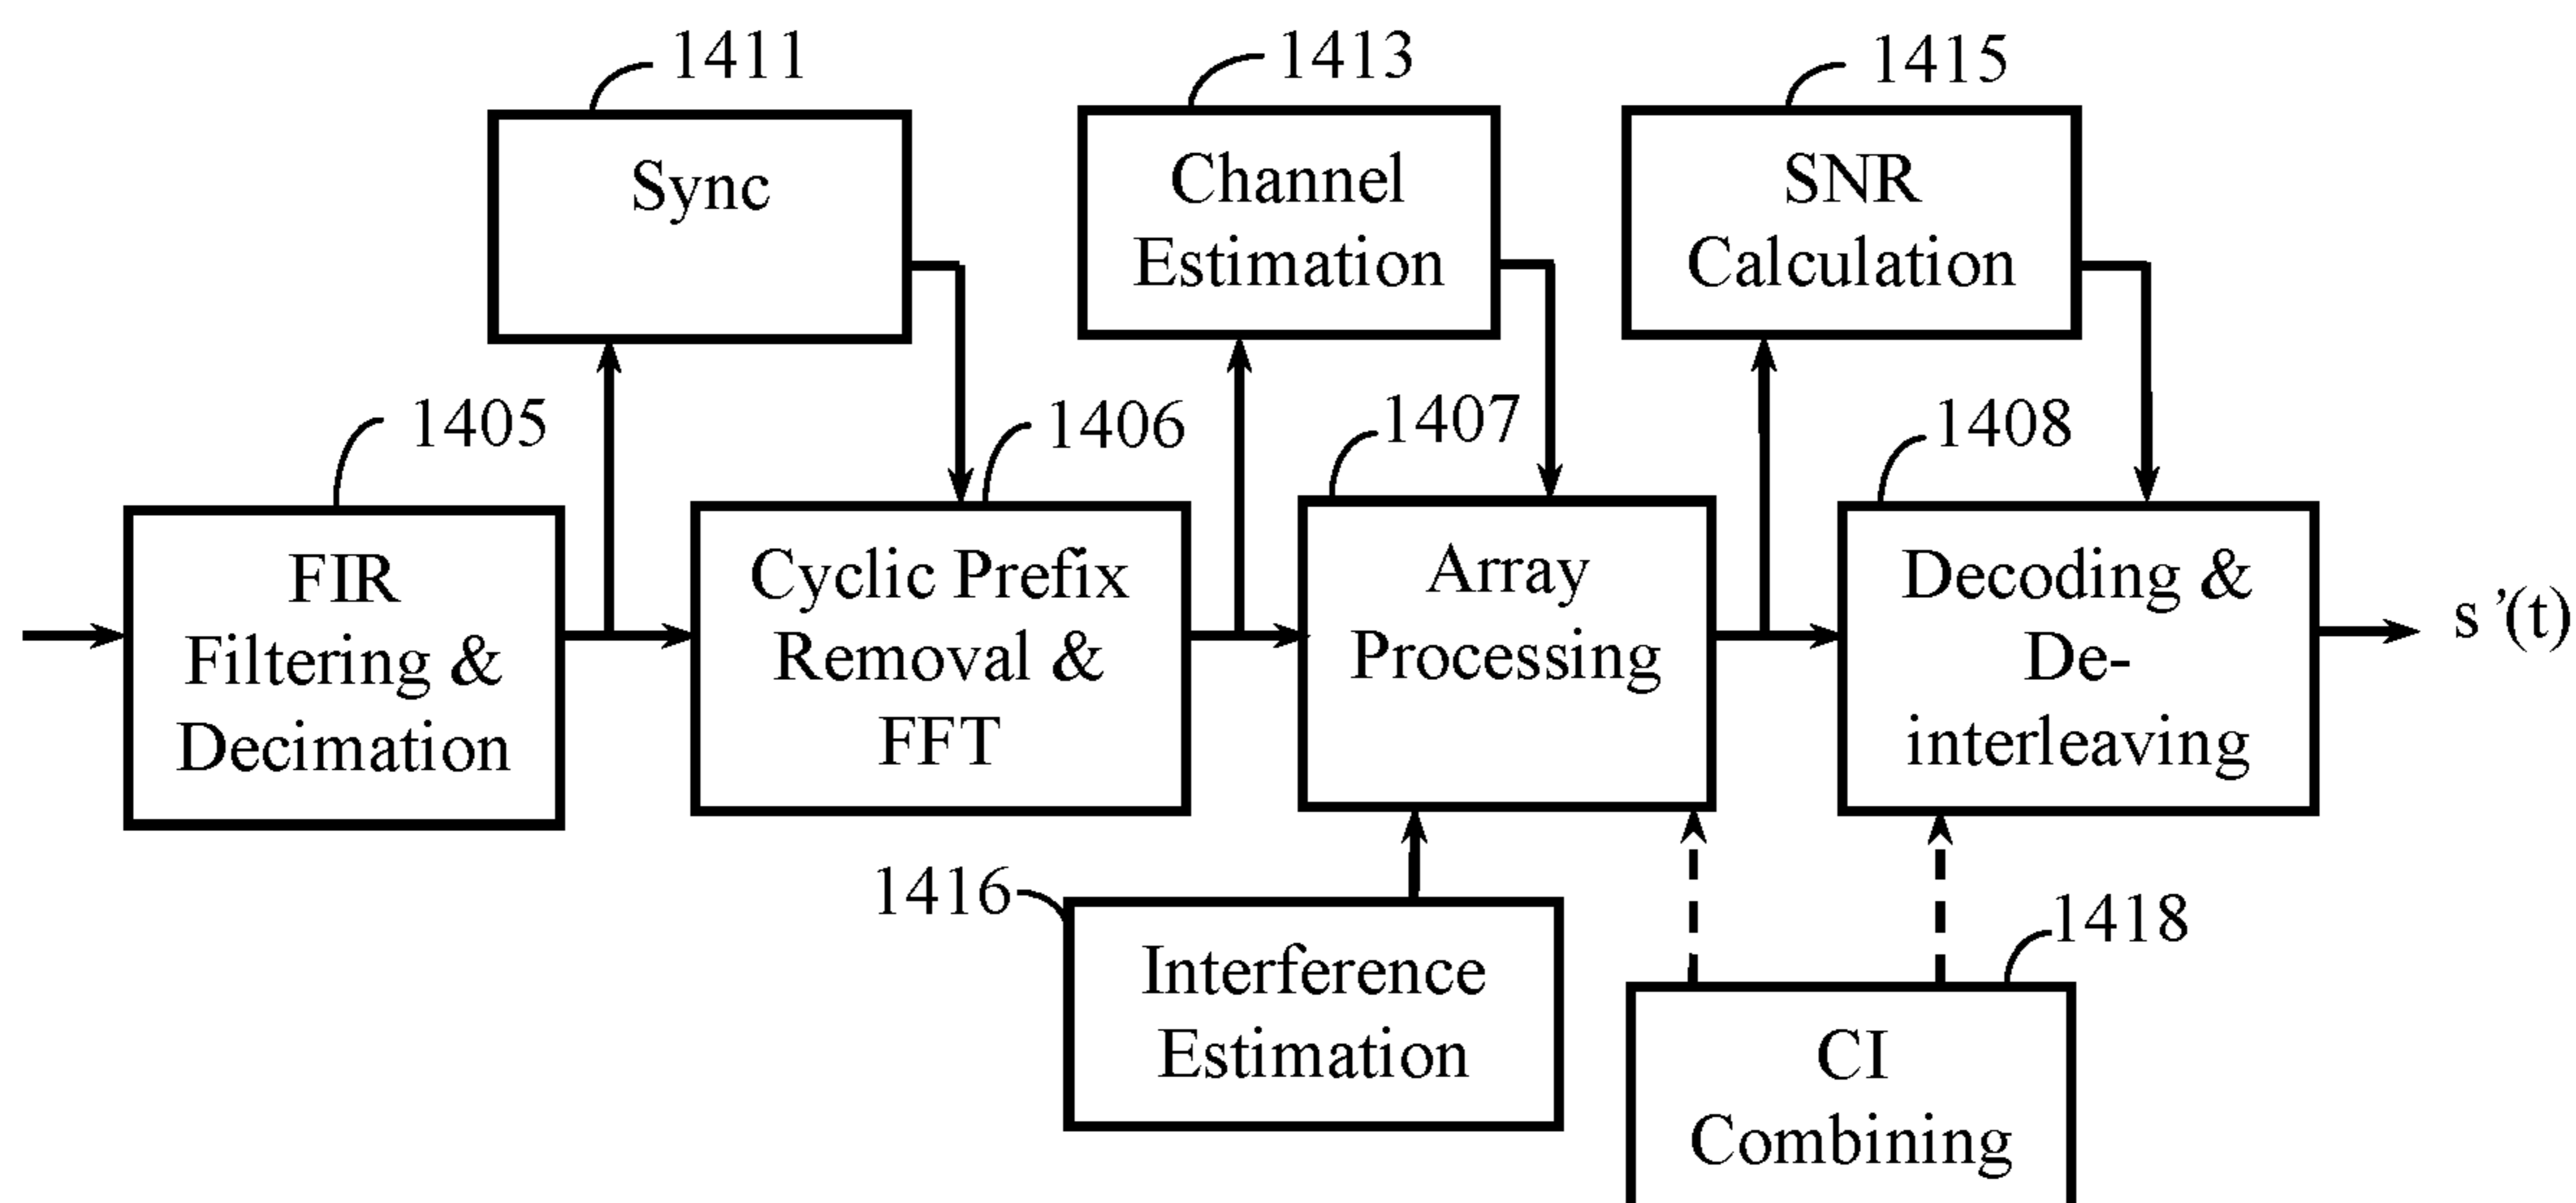 1411
1413
1415
Sync
Channel
Estimation
SNR
Calculation
1405
1406
1407
1408
FIR
Filtering &
Decimation
Cyclic Prefix
Removal &
FFT
Array
Processing
Decoding &
De-
interleaving
s’(t)
1416
Interference
Estimation
1418
CI
Combining